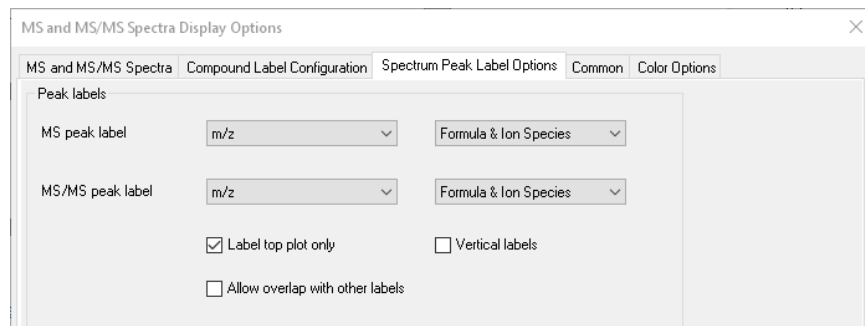 MS and MS/MS Spectra Display Options
MS and MS/MS Spectra Compound Label Configuration Spectrum Peak Label Options Common Color Options
Peak labels
MS peak label m/z Formula & Ion Species
MS/MS peak label m/z Formula & Ion Species
Label top plot only Vertical labels
Allow overlap with other labels